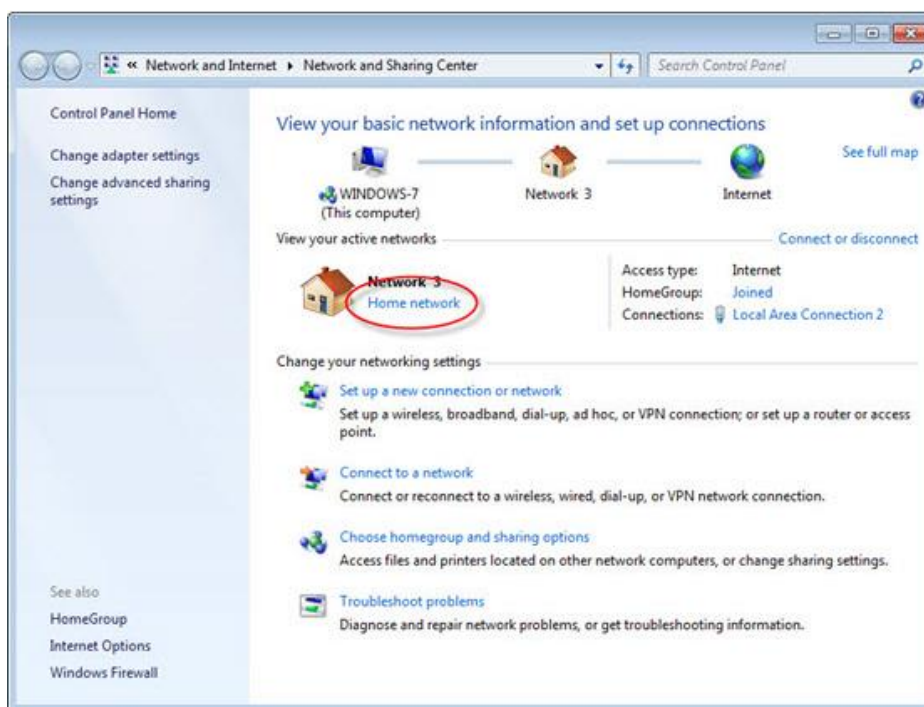 « Network and Internet ▸ Network and Sharing Center
Search Control Panel
Control Panel Home
Change adapter settings
Change advanced sharing
settings
See also
HomeGroup
Internet Options
Windows Firewall
View your basic network information and set up connections
See full map
WINDOWS-7
(This computer)
Network 3
Internet
View your active networks
Connect or disconnect
Network 3
Home network
Access type: Internet
HomeGroup: Joined
Connections: Local Area Connection 2
Change your networking settings
Set up a new connection or network
Set up a wireless, broadband, dial-up, ad hoc, or VPN connection; or set up a router or access
point.
Connect to a network
Connect or reconnect to a wireless, wired, dial-up, or VPN network connection.
Choose homegroup and sharing options
Access files and printers located on other network computers, or change sharing settings.
Troubleshoot problems
Diagnose and repair network problems, or get troubleshooting information.